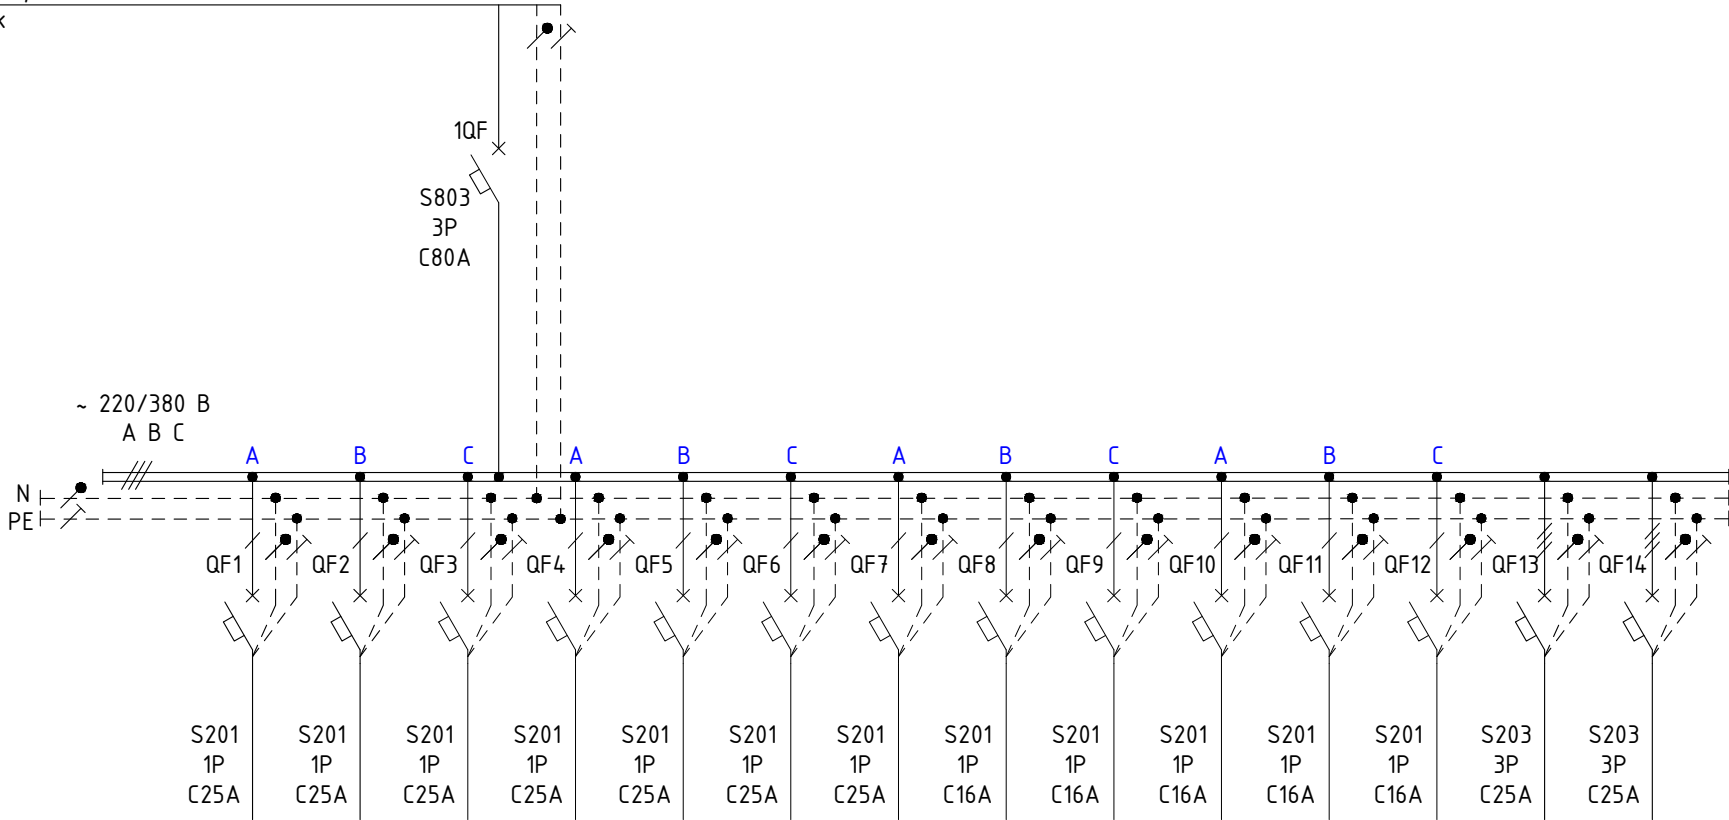 к
1QF
S803
3P
C80A
~ 220/380 В
A B C
A B C A B C A B C A B C
N
PE
QF1 QF2 QF3 QF4 QF5 QF6 QF7 QF8 QF9 QF10 QF11 QF12 QF13 QF14
S201 S201 S201 S201 S201 S201 S201 S201 S201 S201 S201 S201 S203 S203
1P 1P 1P 1P 1P 1P 1P 1P 1P 1P 1P 1P 3P 3P
C25A C25A C25A C25A C25A C25A C25A C16A C16A C16A C16A C16A C25A C25A